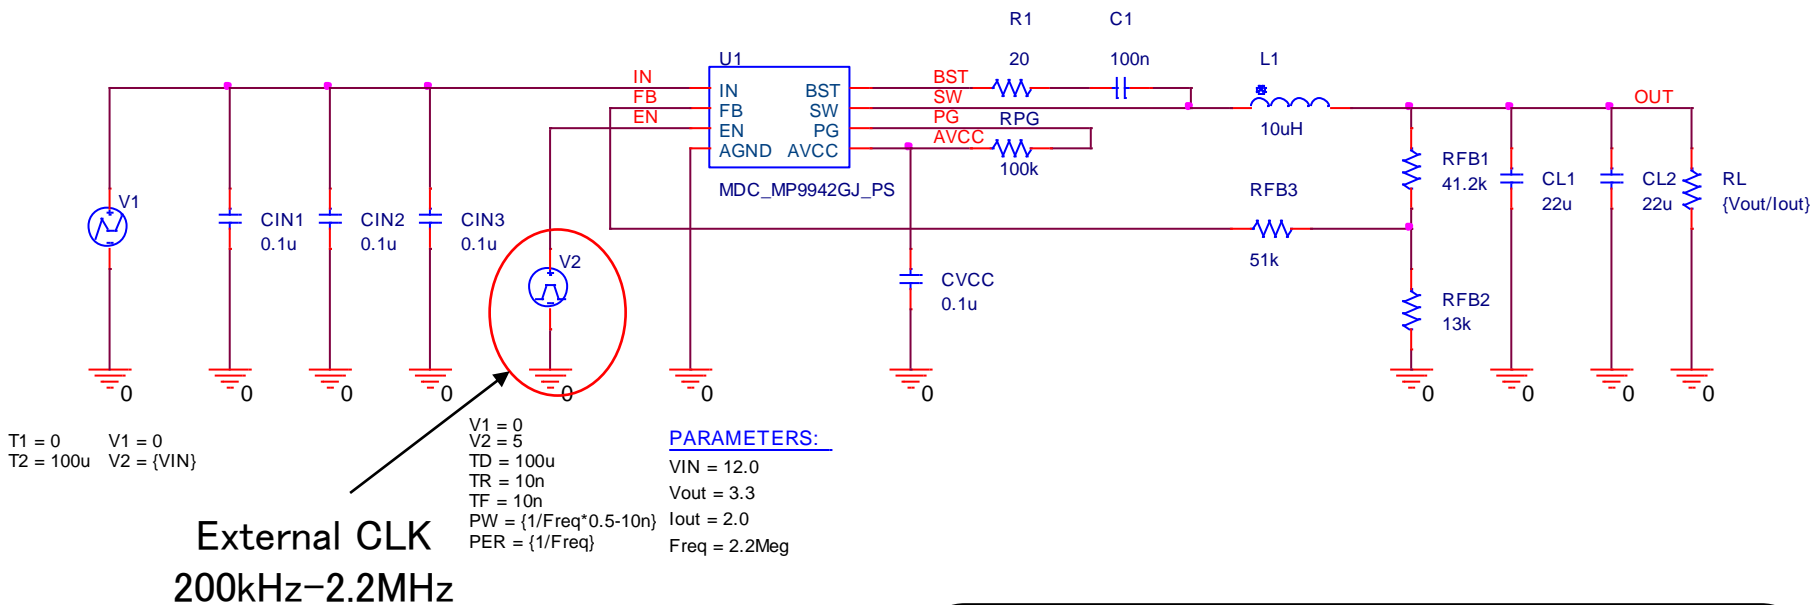 R1
C1
U1
20
100n
L1
IN
BST
IN
BST
FB
SW
FB
SW
EN
PG
RPG
EN
PG
AVCC
AGND
AVCC
100k
MDC_MP9942GJ_PS
10uH
OUT
V1
CIN1
0.1u
CIN2
0.1u
CIN3
0.1u
V2
CVCC
0.1u
RFB3
51k
RFB1
41.2k
RFB2
13k
CL1
22u
CL2
22u
RL
{Vout/Iout}
0
0
0
0
0
0
0
0
0
0
0
T1 = 0
V1 = 0
T2 = 100u
V2 = {VIN}
V1 = 0
V2 = 5
TD = 100u
TR = 10n
TF = 10n
PW = {1/Freq*0.5-10n}
PER = {1/Freq}
PARAMETERS:
VIN = 12.0
Vout = 3.3
Iout = 2.0
Freq = 2.2Meg
External CLK
200kHz-2.2MHz